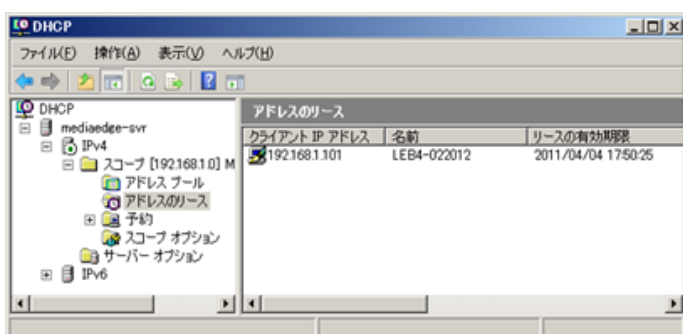 DHCP
ファイル(F) 操作(A) 表示(V) ヘルプ(H)
DHCP
mediaedge-svr
IPv4
スコープ [192.168.1.0] M
アドレス プール
アドレスのリース
予約
スコープ オプション
サーバー オプション
IPv6
アドレスのリース
クライアント IP アドレス 名前 リースの有効期限
192.168.1.101 LEB4-022012 2011/04/04 17:50:25